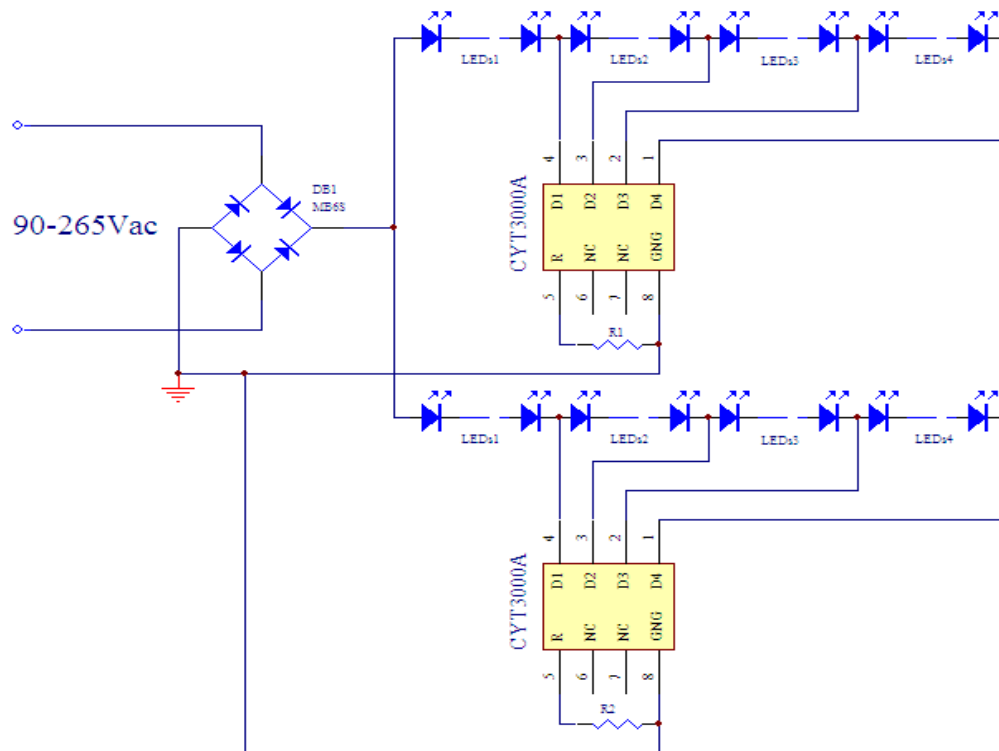 LEDs1
LEDs2
LEDs3
LEDs4
4
3
2
1
DB1
MB6S
90-265Vac
CYT3000A
D1
D2
D3
D4
R
NC
NC
GNG
5
6
7
8
R1
LEDs1
LEDs2
LEDs3
LEDs4
4
3
2
1
CYT3000A
D1
D2
D3
D4
R
NC
NC
GNG
5
6
7
8
R2